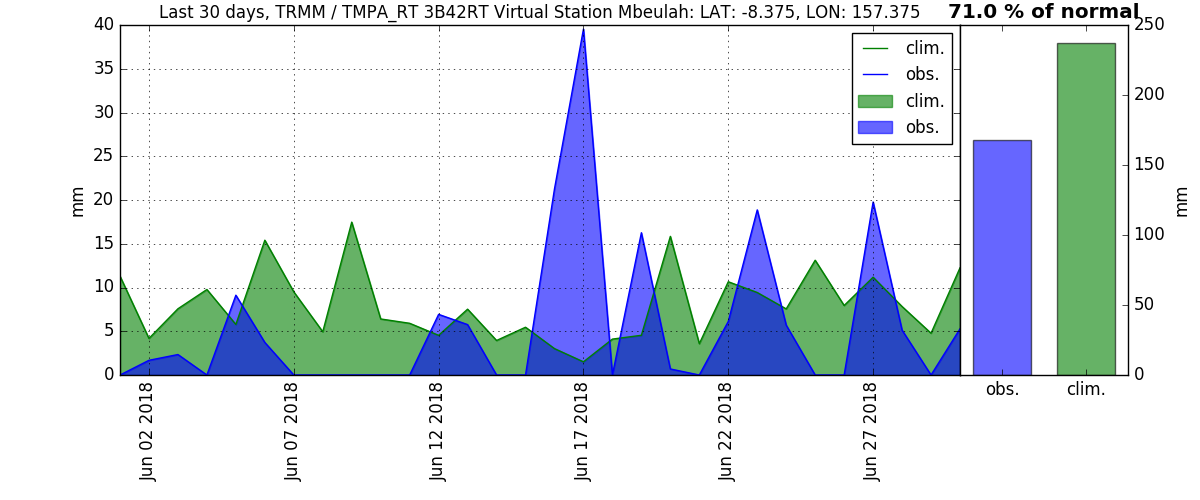 Last 30 days, TRMM / TMPA_RT 3B42RT Virtual Station Mbeulah: LAT: -8.375, LON: 157.375
71.0 % of normal
mm
40
35
30
25
20
15
10
5
0
clim.
obs.
clim.
obs.
Jun 02 2018
Jun 07 2018
Jun 12 2018
Jun 17 2018
Jun 22 2018
Jun 27 2018
250
200
150
100
50
0
mm
obs.
clim.